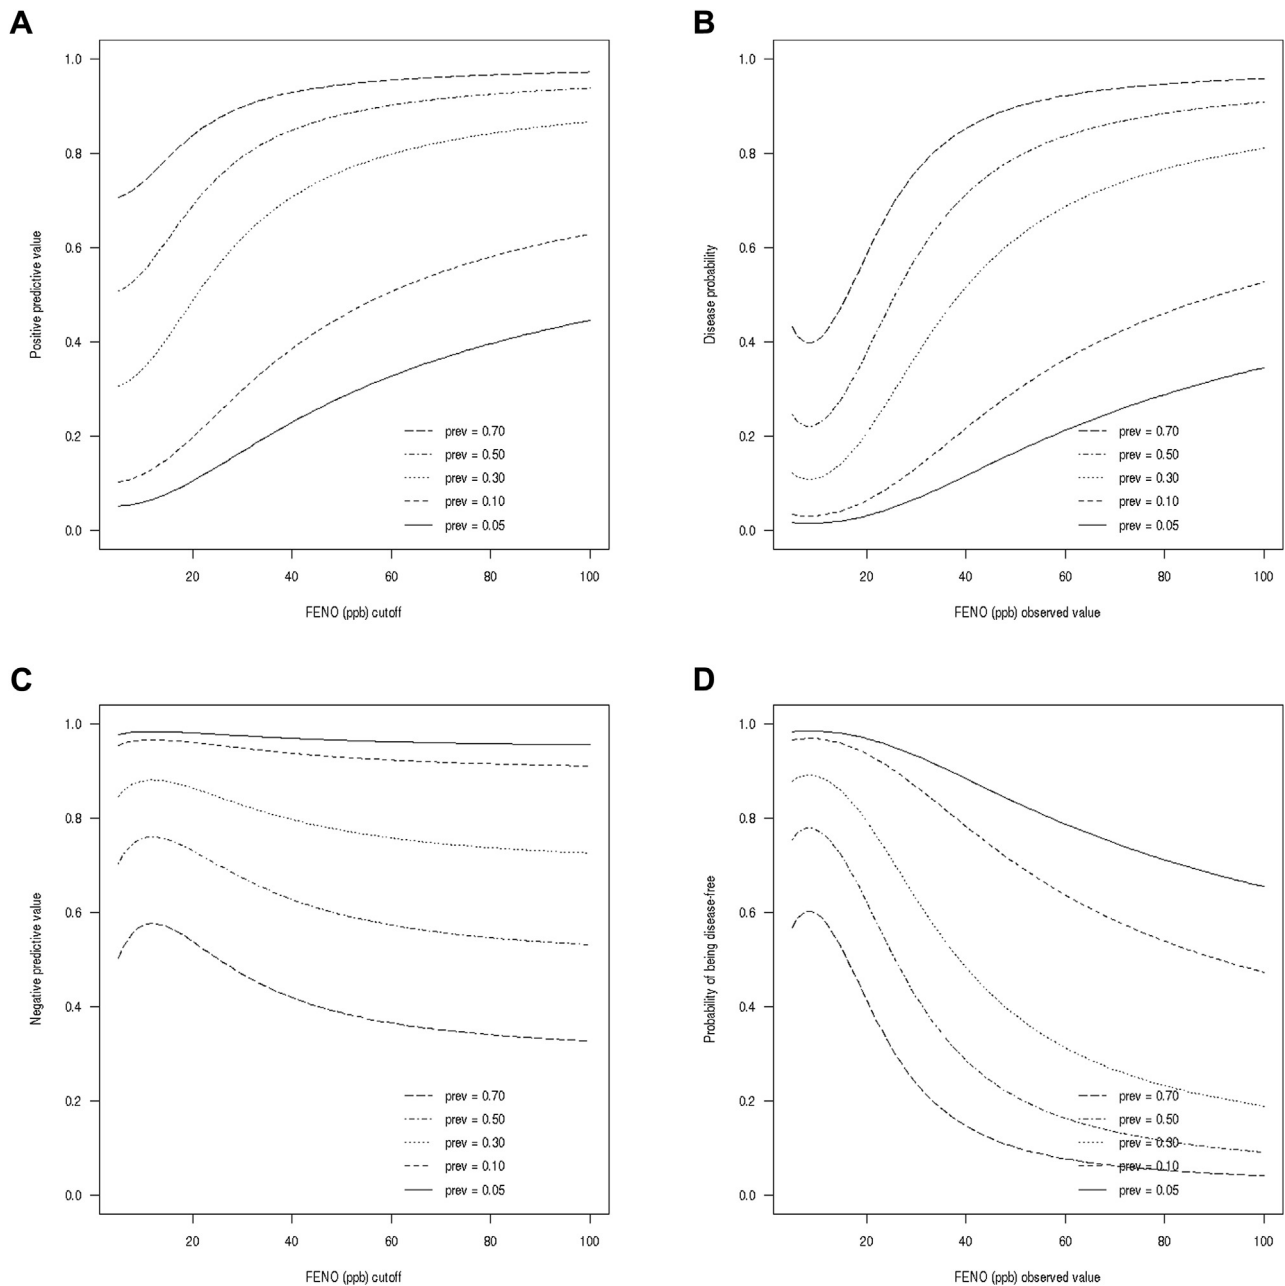 A
1.0
0.8
0.6
0.4
0.2
0.0
Positive predictive value
prev = 0.70
prev = 0.50
prev = 0.30
prev = 0.10
prev = 0.05
20 40 60 80 100
FENO (ppb) cutoff
B
1.0
0.8
0.6
0.4
0.2
0.0
Disease probability
prev = 0.70
prev = 0.50
prev = 0.30
prev = 0.10
prev = 0.05
20 40 60 80 100
FENO (ppb) observed value
C
1.0
0.8
0.6
0.4
0.2
0.0
Negative predictive value
prev = 0.70
prev = 0.50
prev = 0.30
prev = 0.10
prev = 0.05
20 40 60 80 100
FENO (ppb) cutoff
D
1.0
0.8
0.6
0.4
0.2
0.0
Probability of being disease-free
prev = 0.70
prev = 0.50
prev = 0.30
prev = 0.10
prev = 0.05
20 40 60 80 100
FENO (ppb) observed value